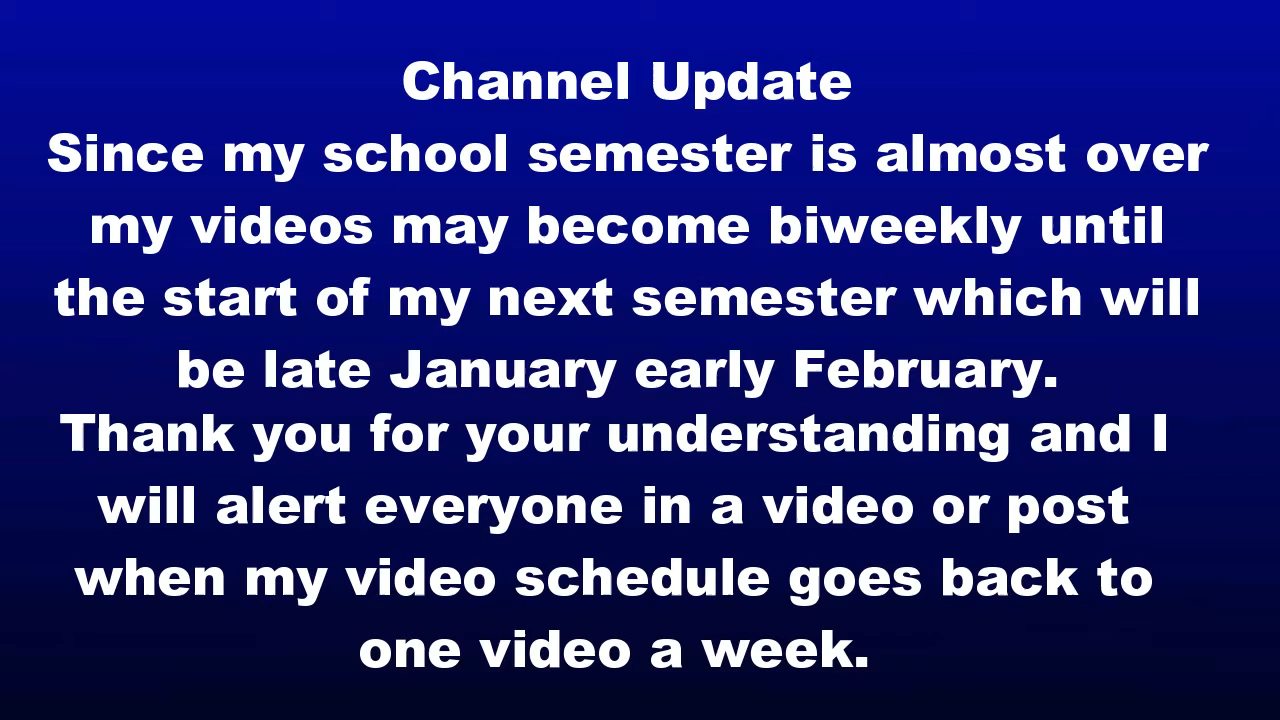 Channel Update
Since my school semester is almost over
my videos may become biweekly until
the start of my next semester which will
be late January early February.
Thank you for your understanding and I
will alert everyone in a video or post
when my video schedule goes back to
one video a week.